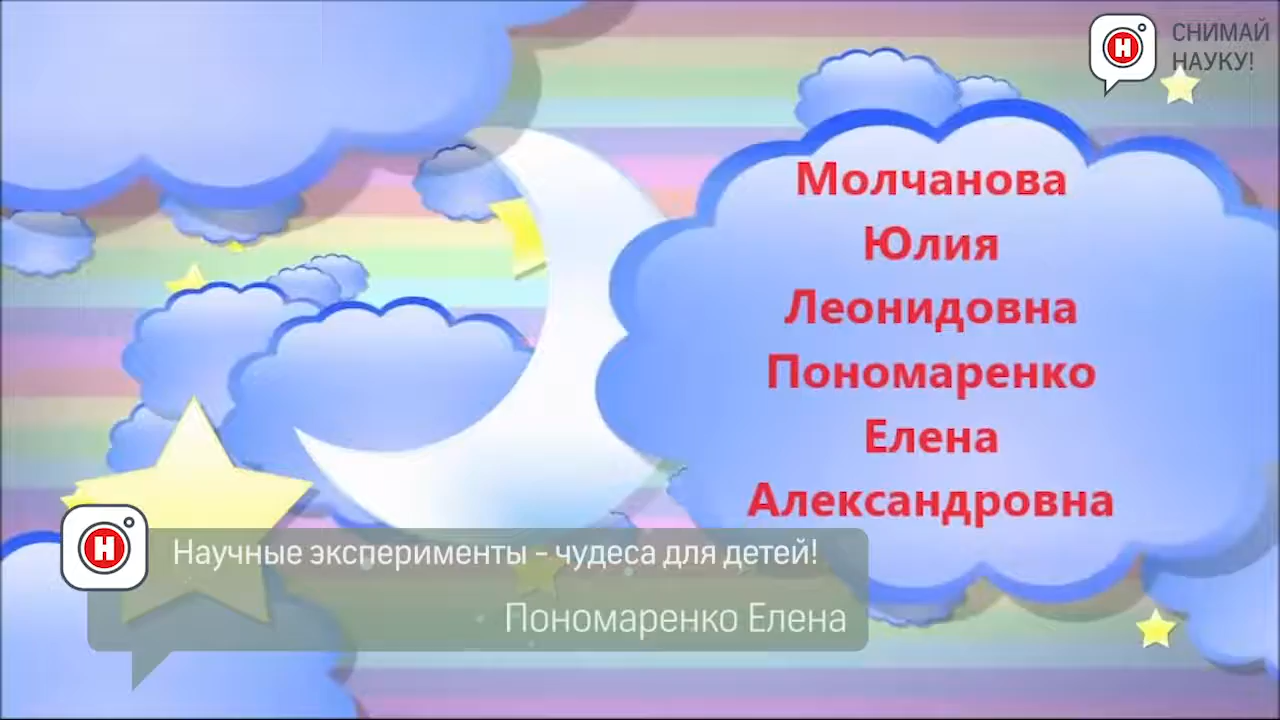 СНИМАЙ
НАУКУ!
Молчанова
Юлия
Леонидовна
Пономаренко
Елена
Александровна
Научные эксперименты - чудеса для детей!
Пономаренко Елена
Н
Н